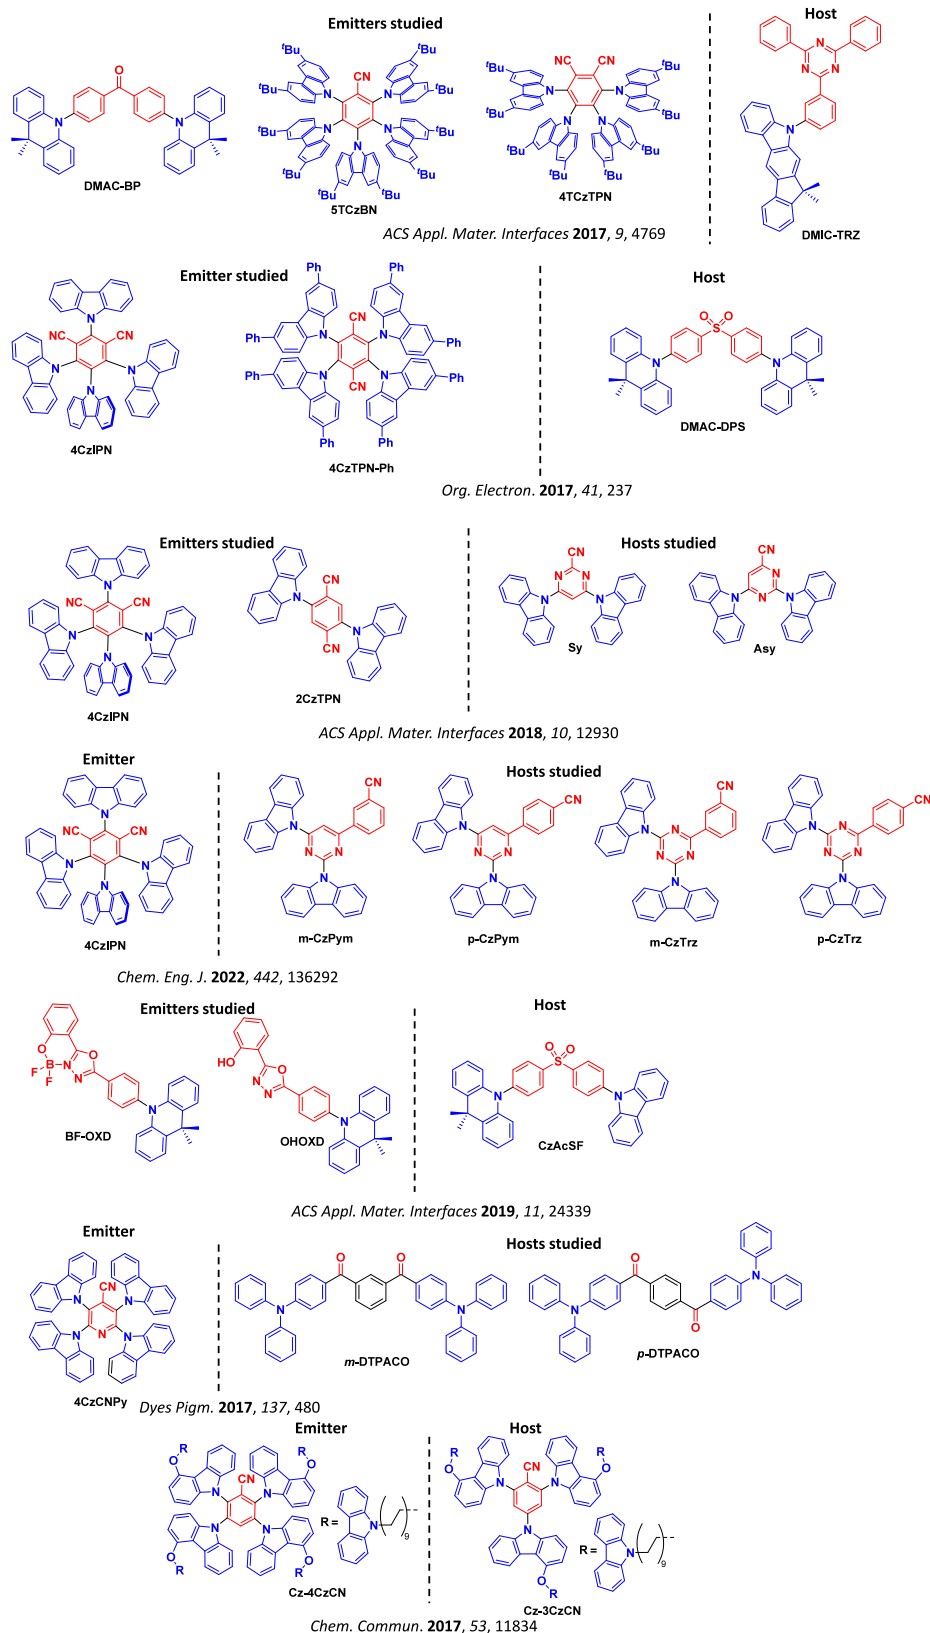 Emitters studied
Host
DMAC-BP
5TCzBN
4TCzTPN
DMIC-TRZ
ACS Appl. Mater. Interfaces 2017, 9, 4769
Emitter studied
Host
4CzIPN
4CzTPN-Ph
DMAC-DPS
Org. Electron. 2017, 41, 237
Emitters studied
Hosts studied
4CzIPN
2CzTPN
Sy
Asy
ACS Appl. Mater. Interfaces 2018, 10, 12930
Emitter
Hosts studied
4CzIPN
m-CzPym
p-CzPym
m-CzTrz
p-CzTrz
Chem. Eng. J. 2022, 442, 136292
Emitters studied
Host
BF-OXD
OHOXD
CzAcSF
ACS Appl. Mater. Interfaces 2019, 11, 24339
Emitter
Hosts studied
4CzCNPy
m-DTPACO
p-DTPACO
Dyes Pigm. 2017, 137, 480
Emitter
Host
R =
9
R =
9
Cz-4CzCN
Cz-3CzCN
Chem. Commun. 2017, 53, 11834